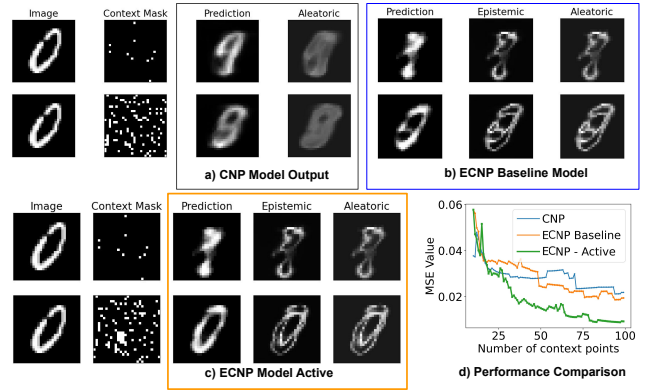 Image Context Mask Prediction Aleatoric Prediction Epistemic Aleatoric
a) CNP Model Output
b) ECNP Baseline Model
Image Context Mask Prediction Epistemic Aleatoric
c) ECNP Model Active
0.06
0.04
0.02
MSE Value
CNP
ECNP Baseline
ECNP - Active
25 50 75 100
Number of context points
d) Performance Comparison